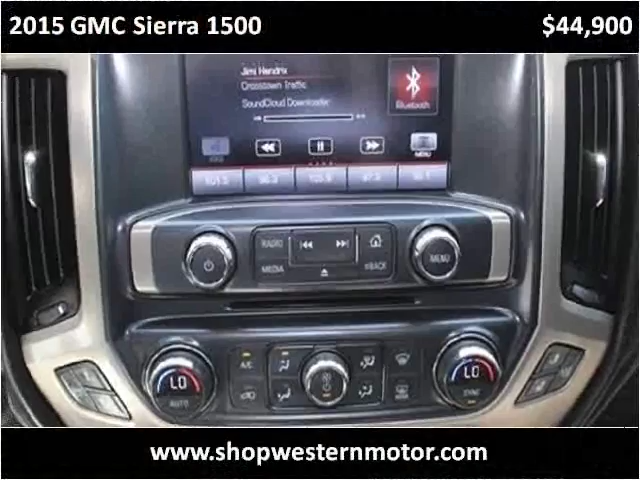 2015 GMC Sierra 1500 $44,900
Jimi Hendrix
Crosstown Traffic
SoundCloud Downloader
Bluetooth
MENU
RADIO
MEDIA
BACK
MENU
LO
AUTO
A/C
LO
SYNC
www.shopwesternmotor.com